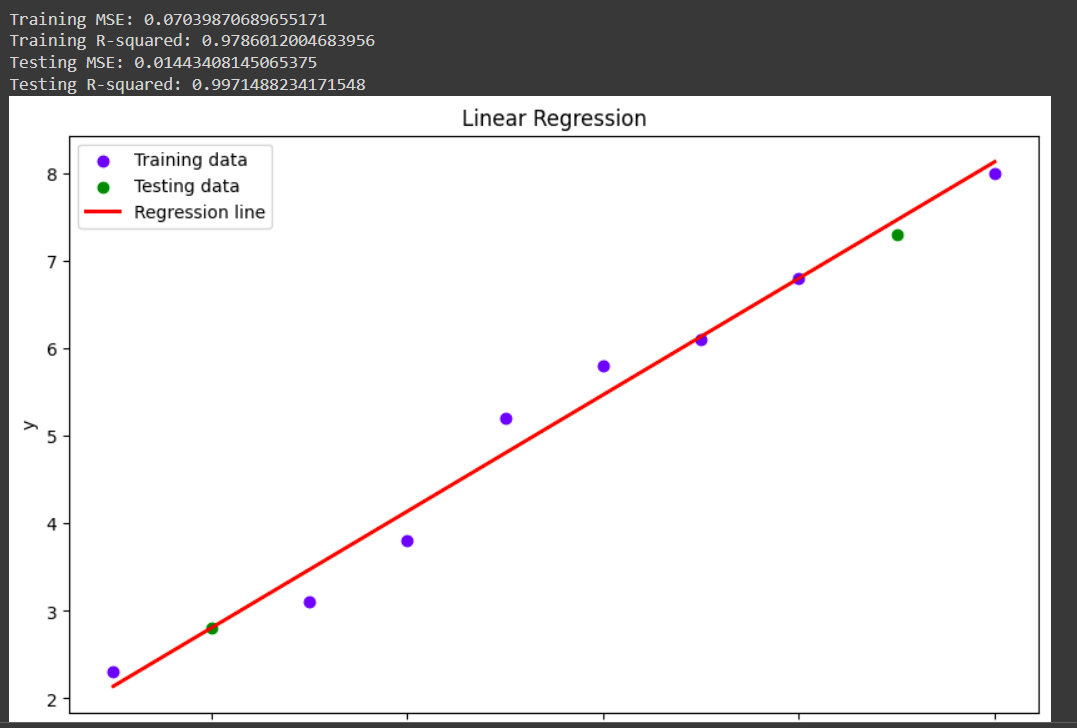 Training MSE: 0.07039870689655171
Training R-squared: 0.9786012004683956
Testing MSE: 0.01443408145065375
Testing R-squared: 0.9971488234171548
Linear Regression
Training data
Testing data
Regression line
8
7
6
5
4
3
2
y